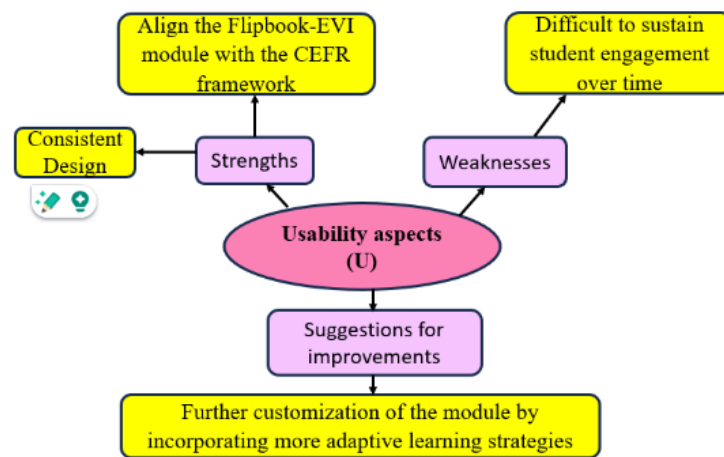 Align the Flipbook-EVI
module with the CEFR
framework
Difficult to sustain
student engagement
over time
Consistent
Design
Strengths
Weaknesses
Usability aspects
(U)
Suggestions for
improvements
Further customization of the module by
incorporating more adaptive learning strategies